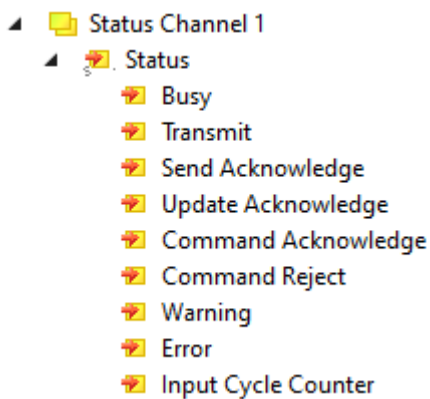 Status Channel 1
Status
Busy
Transmit
Send Acknowledge
Update Acknowledge
Command Acknowledge
Command Reject
Warning
Error
Input Cycle Counter